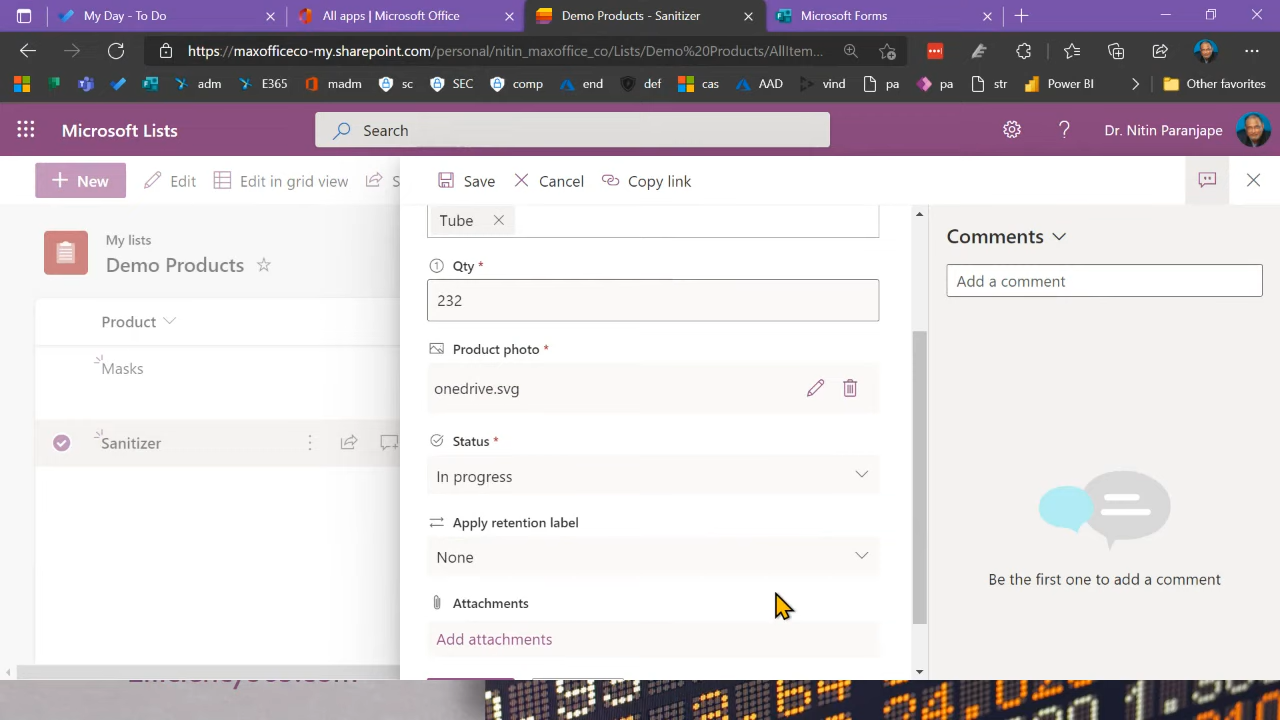 My Day - To Do
All apps | Microsoft Office
Demo Products - Sanitizer
Microsoft Forms
https://maxofficeco-my.sharepoint.com/personal/nitin_maxoffice_co/Lists/Demo%20Products/AllItem...
adm
E365
madm
sc
SEC
comp
end
def
cas
AAD
vind
pa
pa
str
Power BI
Other favorites
Microsoft Lists
Search
Dr. Nitin Paranjape
New
Edit
Edit in grid view
S
Save
Cancel
Copy link
My lists
Demo Products
Product
Masks
Sanitizer
Tube
Qty *
232
Product photo *
onedrive.svg
Status *
In progress
Apply retention label
None
Attachments
Add attachments
Comments
Add a comment
Be the first one to add a comment